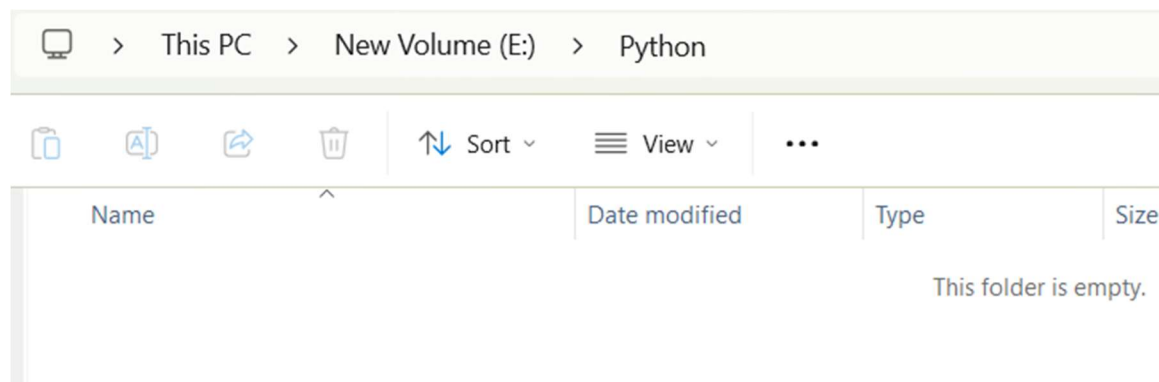 This PC > New Volume (E:) > Python
Sort View ...
Name Date modified Type Size
This folder is empty.